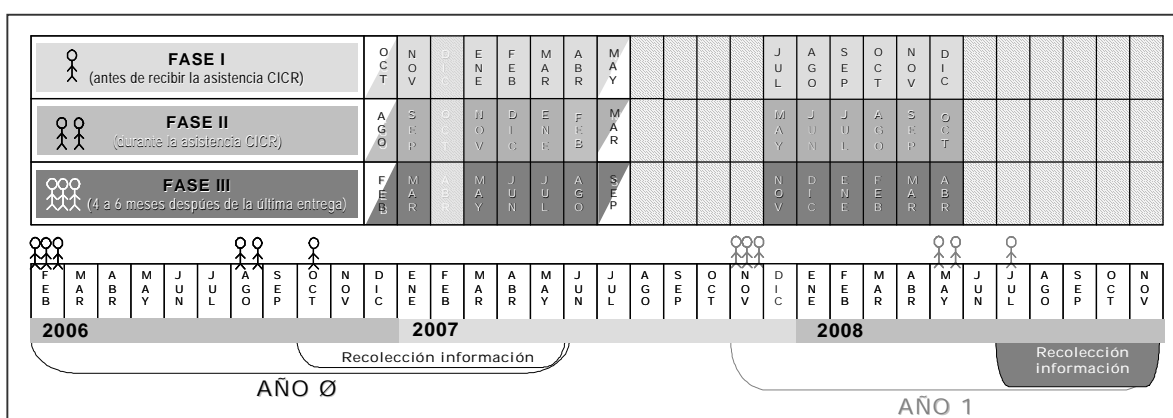 FASE I
(antes de recibir la asistencia CICR)
OCT NOV DIC ENE FEB MAR ABR MAY JUL AGO SEP OCT NOV DIC
FASE II
(durante la asistencia CICR)
AGO SEP OCT NOV DIC ENE FEB MAR MAY JUN JUL AGO SEP OCT
FASE III
(4 a 6 meses despúes de la última entrega)
FEB MAR ABR MAY JUN JUL AGO SEP NOV DIC ENE FEB MAR ABR
FEB MAR ABR MAY JUN JUL AGO SEP OCT NOV DIC ENE FEB MAR ABR MAY JUN JUL AGO SEP OCT NOV DIC ENE FEB MAR ABR MAY JUN JUL AGO SEP OCT NOV
2006 2007 2008
Recolección información
Recolección
información
AÑO Ø
AÑO 1